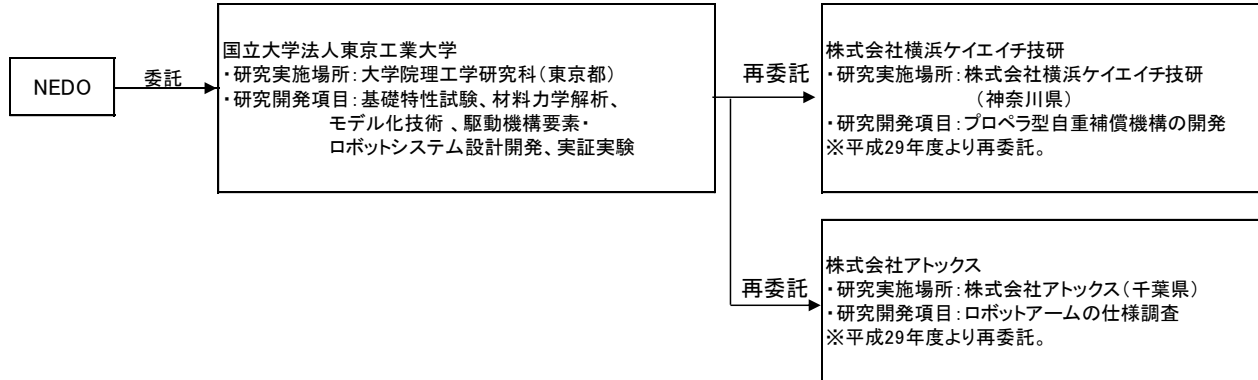 NEDO
委託
国立大学法人東京工業大学
・研究実施場所：大学院理工学研究科（東京都）
・研究開発項目：基礎特性試験、材料力学解析、
モデル化技術 、駆動機構要素・
ロボットシステム設計開発、実証実験
再委託
株式会社横浜ケイエイチ技研
・研究実施場所：株式会社横浜ケイエイチ技研
（神奈川県）
・研究開発項目：プロペラ型自重補償機構の開発
※平成29年度より再委託。
再委託
株式会社アトックス
・研究実施場所：株式会社アトックス（千葉県）
・研究開発項目：ロボットアームの仕様調査
※平成29年度より再委託。